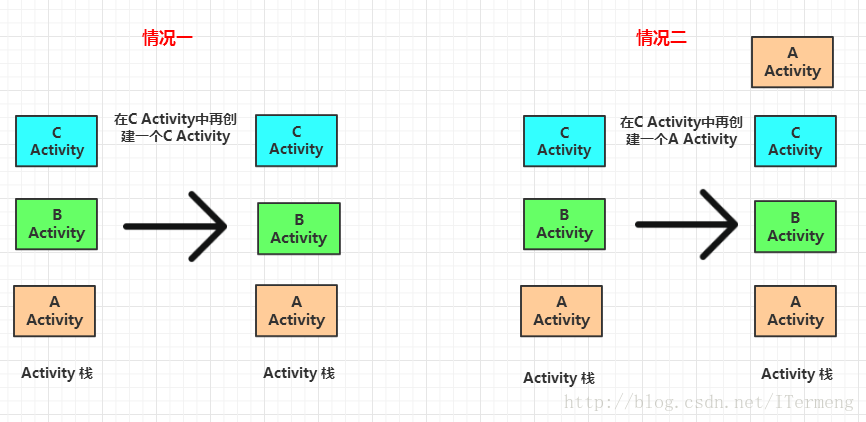 情况一
C
Activity
B
Activity
A
Activity
Activity 栈
在C Activity中再创
建一个C Activity
C
Activity
B
Activity
A
Activity
Activity 栈
情况二
C
Activity
B
Activity
A
Activity
Activity 栈
在C Activity中再创
建一个A Activity
A
Activity
C
Activity
B
Activity
A
Activity
Activity 栈
http://blog.csdn.net/ITermeng